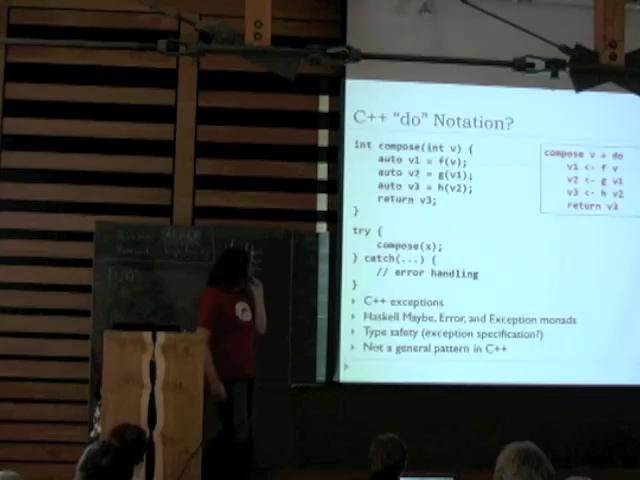 C++ “do” Notation?
int compose(int v) {
auto v1 = f(v);
auto v2 = g(v1);
auto v3 = h(v2);
return v3;
}
try {
compose(x);
} catch(...) {
// error handling
}
compose v = do
v1 <- f v
v2 <- g v1
v3 <- h v2
return v3
C++ exceptions
Haskell Maybe, Error, and Exception monads
Type safety (exception specification?)
Not a general pattern in C++